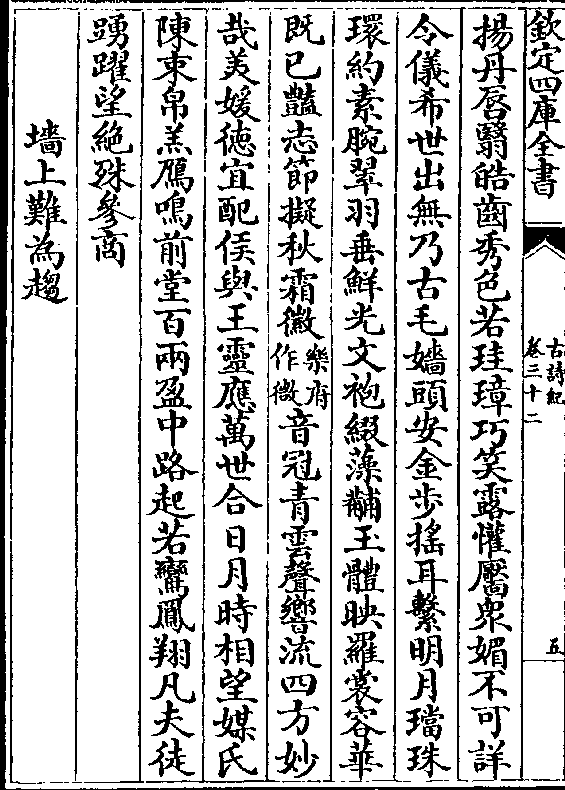 欽定四庫全書
古詩紀
卷二十二
五
揚丹唇翳皓齒秀色若珪璋巧笑露懽靨衆媚不可詳
令儀希世出無乃古毛嬙頭安金步搖耳繫明月璫珠
環約素腕翠羽垂鮮光文袍綴藻黼玉體映羅裳容華
既已豔志節擬秋霜徽樂府作微音冠青雲聲響流四方妙
哉美媛徳宜配侯與王靈應萬世合日月時相望媒氏
陳束帛羔鴈鳴前堂百兩盈中路起若鸞鳳翔凡夫徒
踴躍望絶殊參商
墻上難為趨